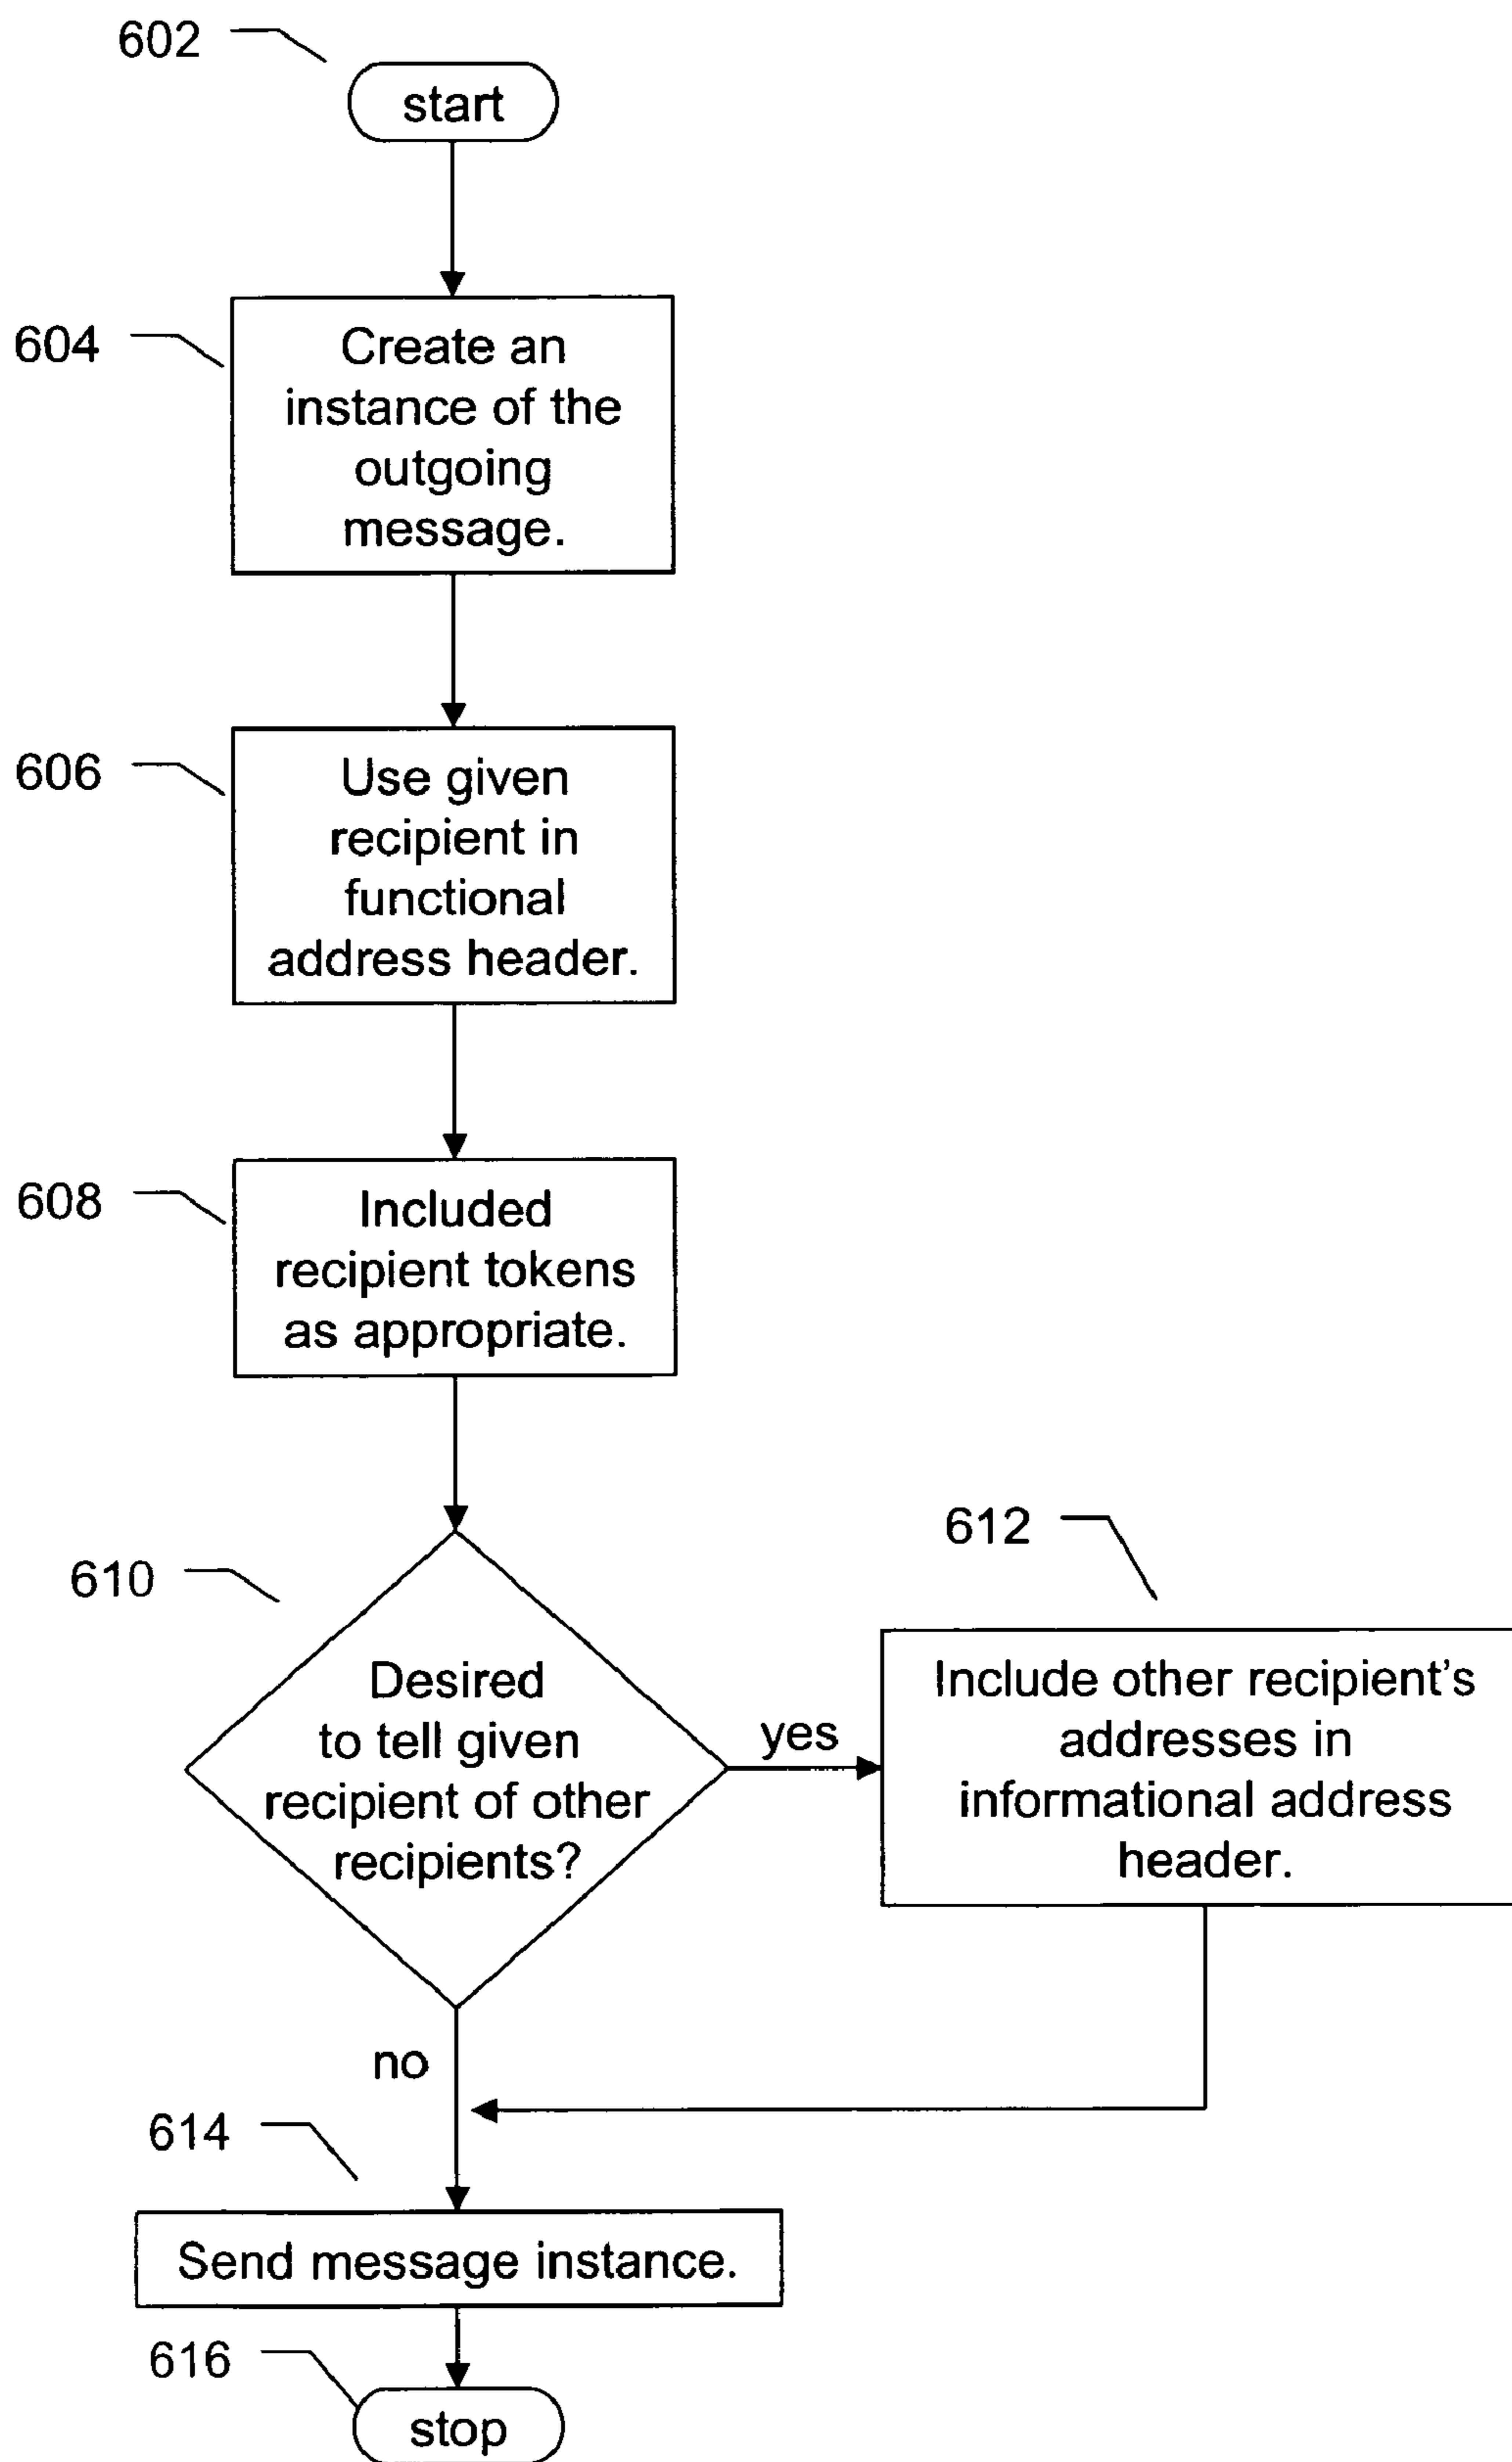 602
start
604
Create an
instance of the
outgoing
message.
606
Use given
recipient in
functional
address header.
608
Included
recipient tokens
as appropriate.
610
Desired
to tell given
recipient of other
recipients?
yes
612
Include other recipient's
addresses in
informational address
header.
no
614
Send message instance.
616
stop